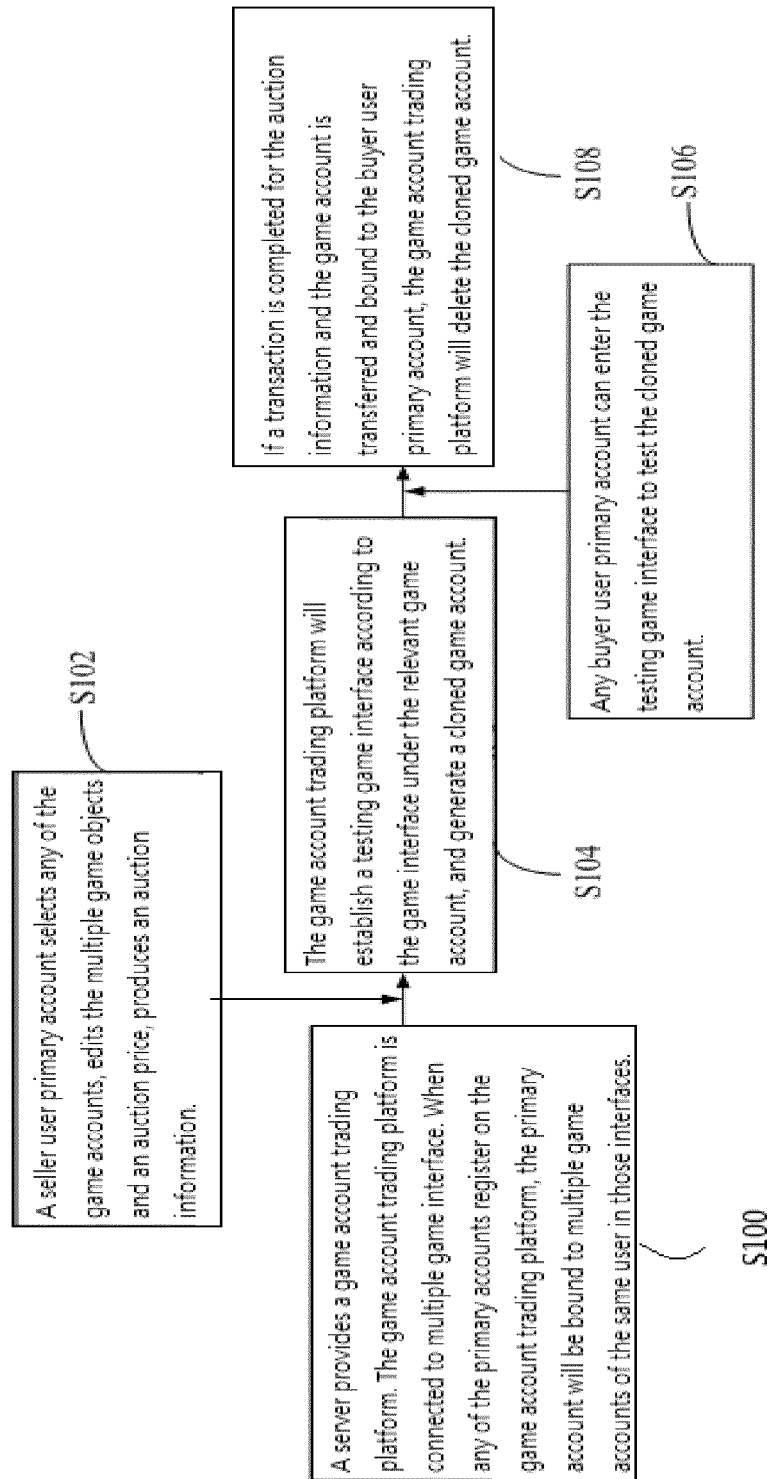 A server provides a game account trading
platform. The game account trading platform is
connected to multiple game interface. When
any of the primary accounts register on the
game account trading platform, the primary
account will be bound to multiple game
accounts of the same user in those interfaces.
S100
A seller user primary account selects any of the
game accounts, edits the multiple game objects
and an auction price, produces an auction
information.
S102
The game account trading platform will
establish a testing game interface according to
the game interface under the relevant game
account, and generate a cloned game account.
S104
Any buyer user primary account can enter the
testing game interface to test the cloned game
account.
S106
If a transaction is completed for the auction
information and the game account is
transferred and bound to the buyer user
primary account, the game account trading
platform will delete the cloned game account.
S108